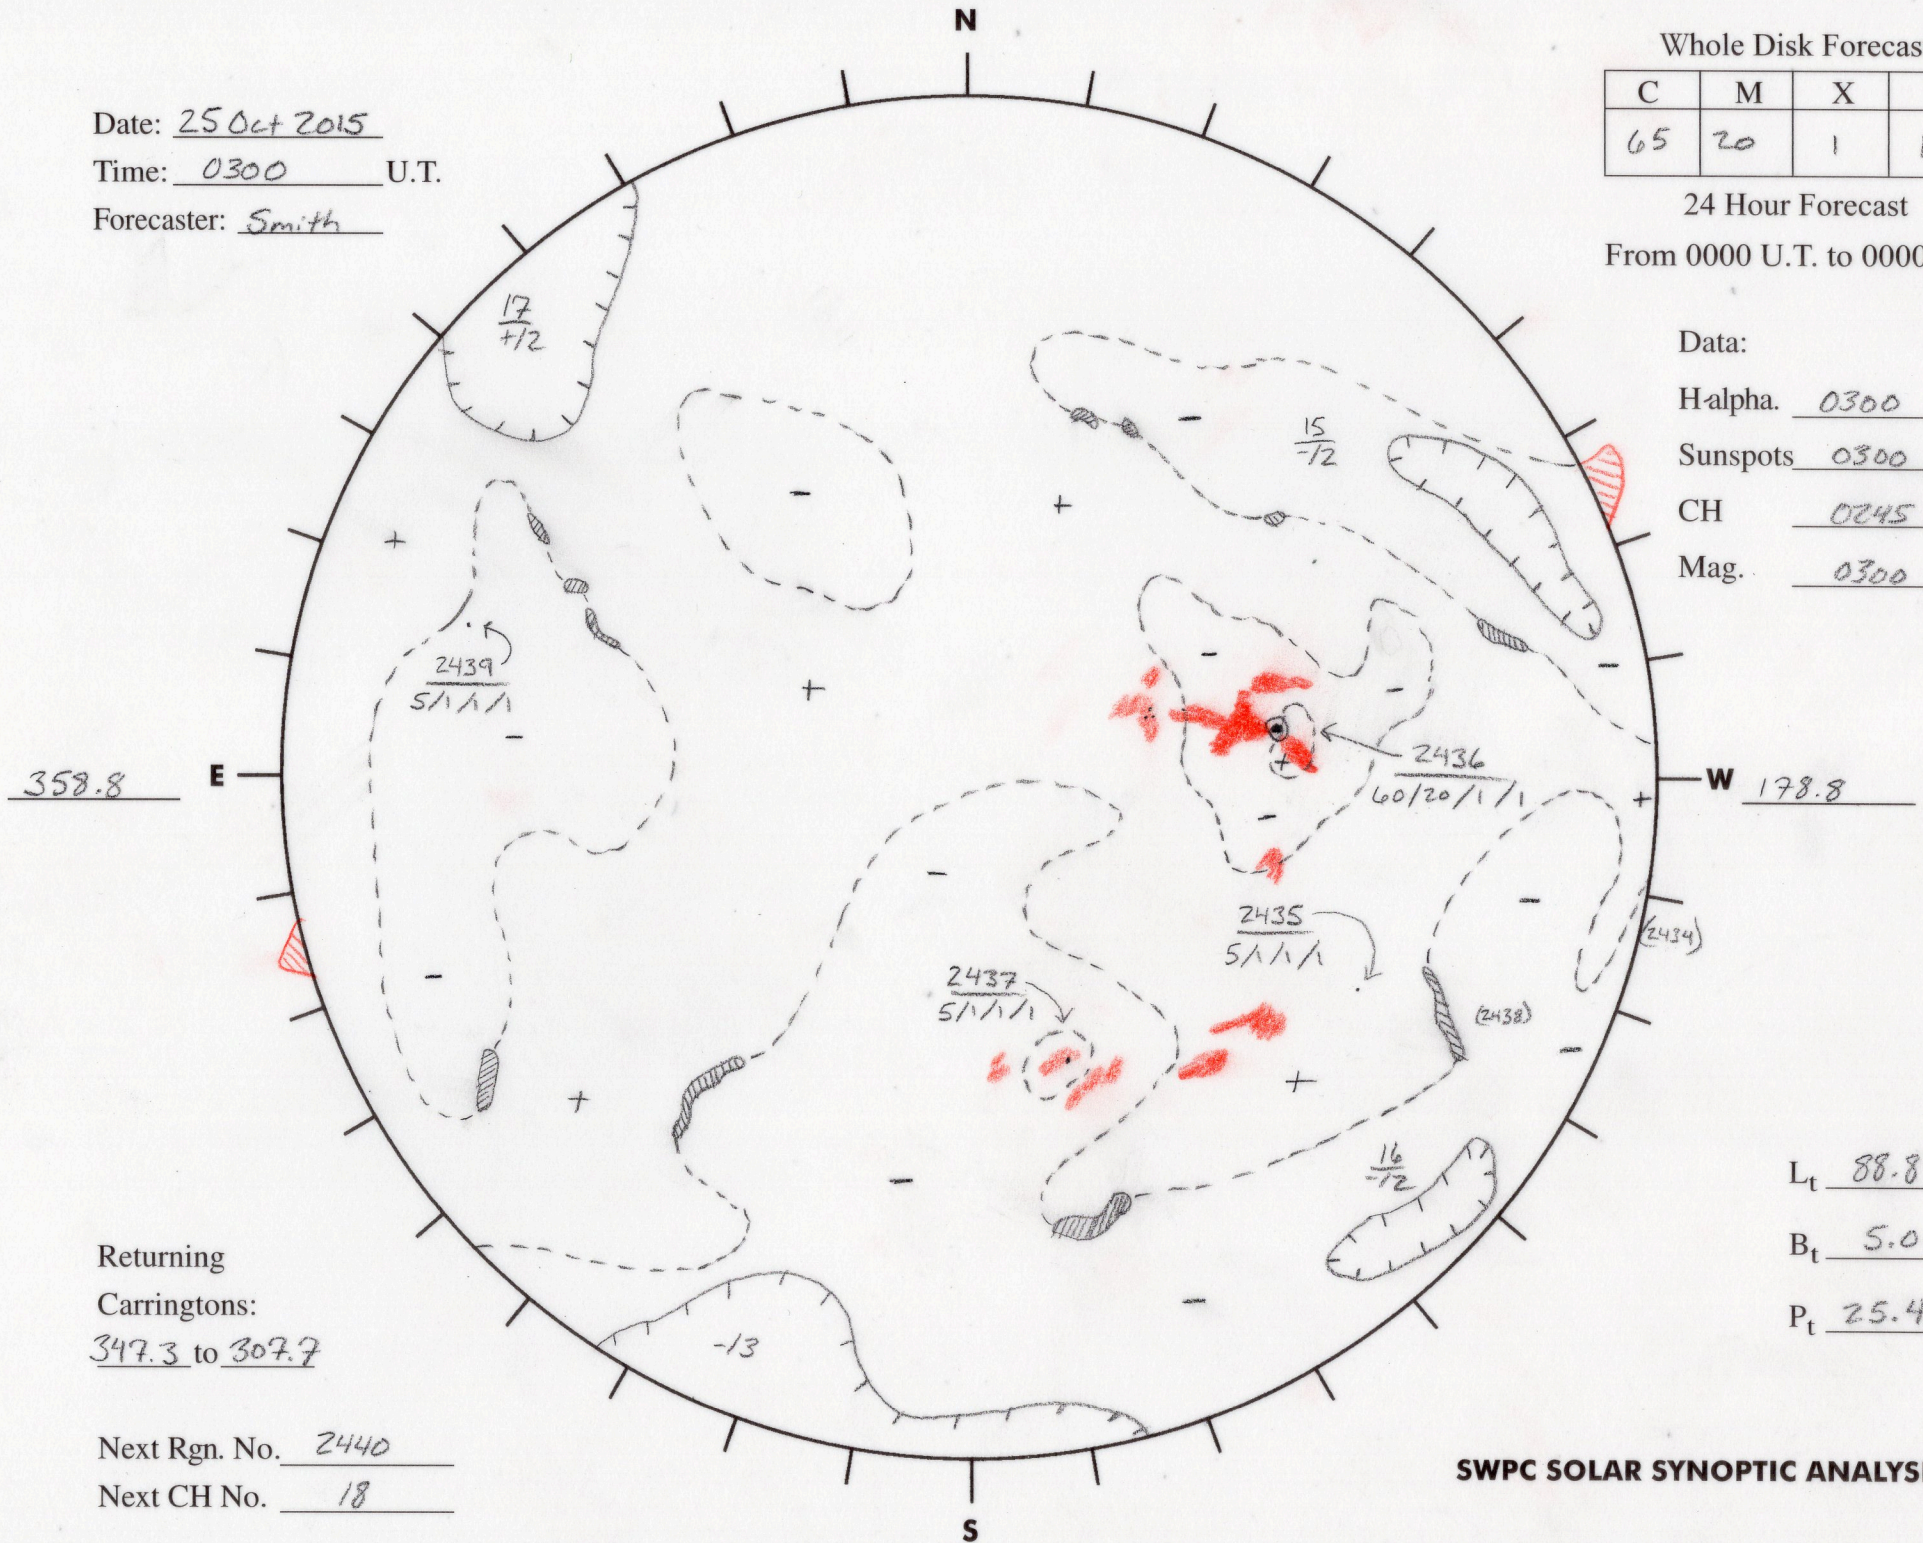 N
Date: 25 Oct 2015
Time: 0300 U.T.
Forecaster: Smith
Whole Disk Forecas
C M X
65 20 1
24 Hour Forecast
From 0000 U.T. to 0000
Data:
H-alpha. 0300
Sunspots 0300
CH 0245
Mag. 0300
17
+/2
15
-/2
+
-
-
+
2439
5/1/1/1
-
+
-
-
-
2436
60/20/1/1
+
-
358.8 E
W 178.8
+
-
-
2435
5/1/1/1
(2434)
2437
5/1/1/1
(2438)
-
-
+
+
16
-/2
-
-
-13
Lt 88.8
Bt 5.0
Pt 25.4
Returning
Carringtons:
347.3 to 307.7
Next Rgn. No. 2440
Next CH No. 18
SWPC SOLAR SYNOPTIC ANALYS
S